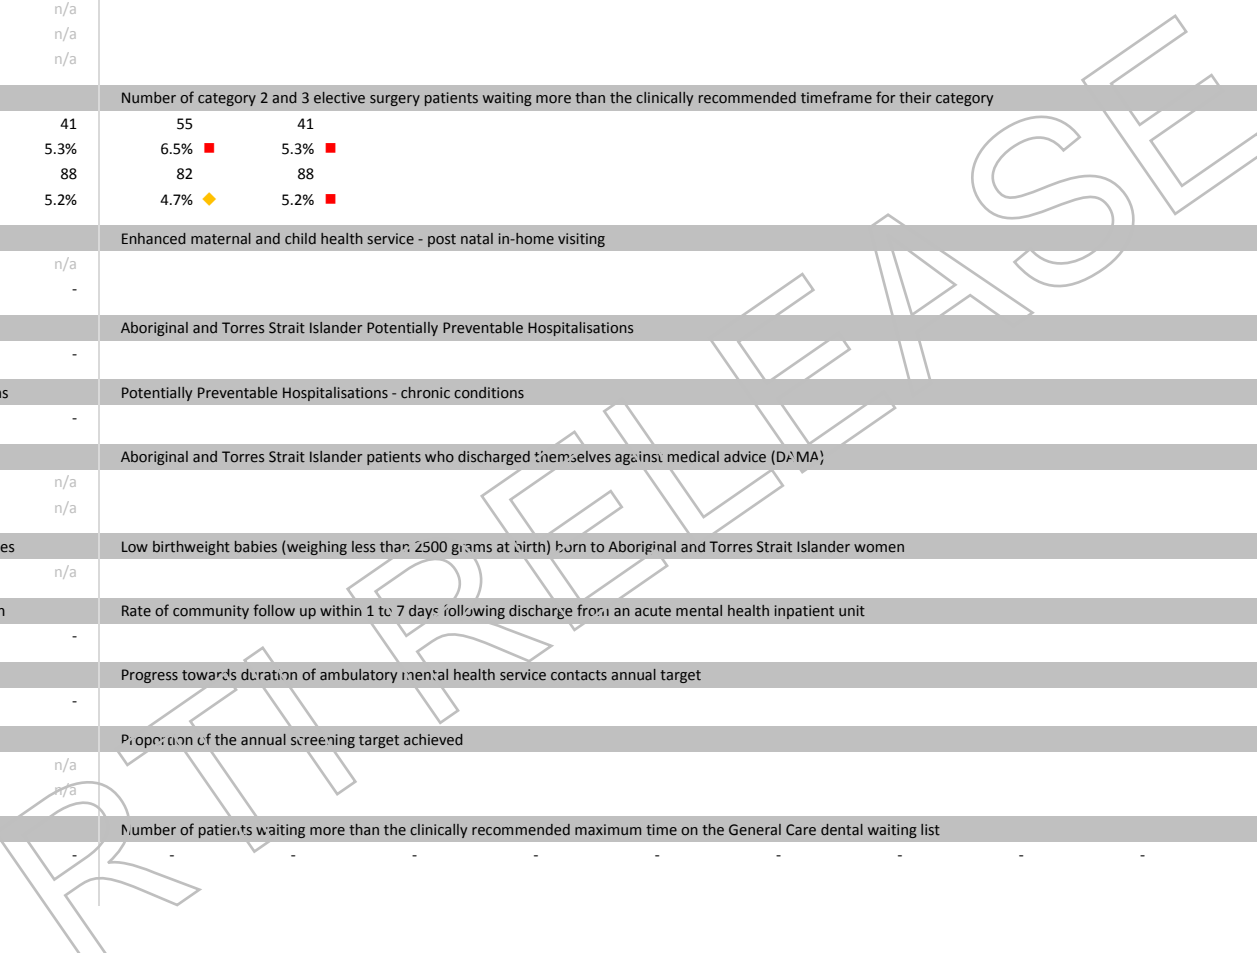 n/a
n/a
n/a
Number of category 2 and 3 elective surgery patients waiting more than the clinically recommended timeframe for their category
41 55 41
5.3% 6.5% 5.3%
88 82 88
5.2% 4.7% 5.2%
Enhanced maternal and child health service - post natal in-home visiting
n/a
-
Aboriginal and Torres Strait Islander Potentially Preventable Hospitalisations
-
Potentially Preventable Hospitalisations - chronic conditions
-
Aboriginal and Torres Strait Islander patients who discharged themselves against medical advice (DAMA)
n/a
n/a
es Low birthweight babies (weighing less than 2500 grams at birth) born to Aboriginal and Torres Strait Islander women
n/a
Rate of community follow up within 1 to 7 days following discharge from an acute mental health inpatient unit
-
Progress towards duration of ambulatory mental health service contacts annual target
-
Proportion of the annual screening target achieved
n/a
n/a
Number of patients waiting more than the clinically recommended maximum time on the General Care dental waiting list
- - - - - - - - - -
RTI RELEASE